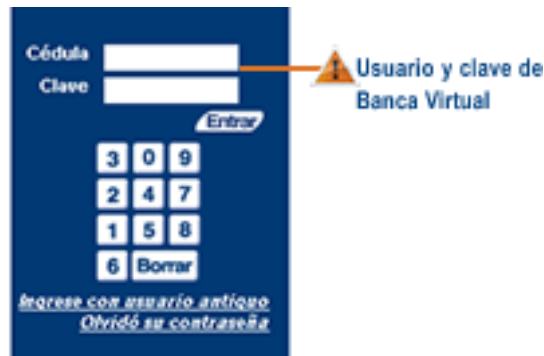 Cédula
Clave
Usuario y clave de
Banca Virtual
Entrar
3 0 9
2 4 7
1 5 8
6 Borrar
Ingrese con usuario antiguo
Olvidó su contraseña